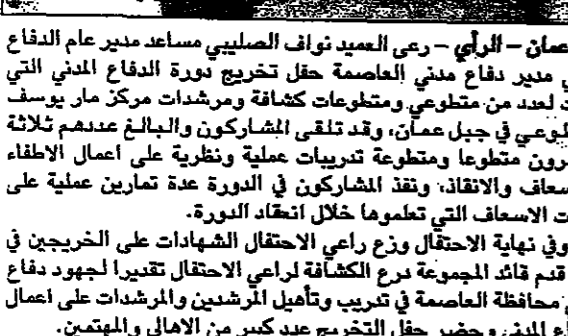 عمان – الرأي – رعى العميد نواف الصليبي مساعد مدير عام الدفاع
مدير دفاع مدني العاصمة حفل تخريج دورة الدفاع المدني التي
لعدد من متطوعي ومتطوعات كشافة ومرشدات مركز مار يوسف
في جبل عمان، وقد تلقى المشاركون والبالغ عددهم ثلاثة
متطوعا ومتطوعة تدريبات عملية ونظرية على أعمال الاطفاء
والانقاذ، ونفذ المشاركون في الدورة عدة تمارين عملية على
الاسعاف التي تعلموها خلال انعقاد الدورة.
وفي نهاية الاحتفال وزع راعي الاحتفال الشهادات على الخريجين في
قدم قائد المجموعة درع الكشافة لراعي الاحتفال تقديرا لجهود دفاع
محافظة العاصمة في تدريب وتأهيل المرشدين والمرشدات على اعمال
المدني وحضر حفل التخريج عدد كبير من الاهالي والمهتمين.